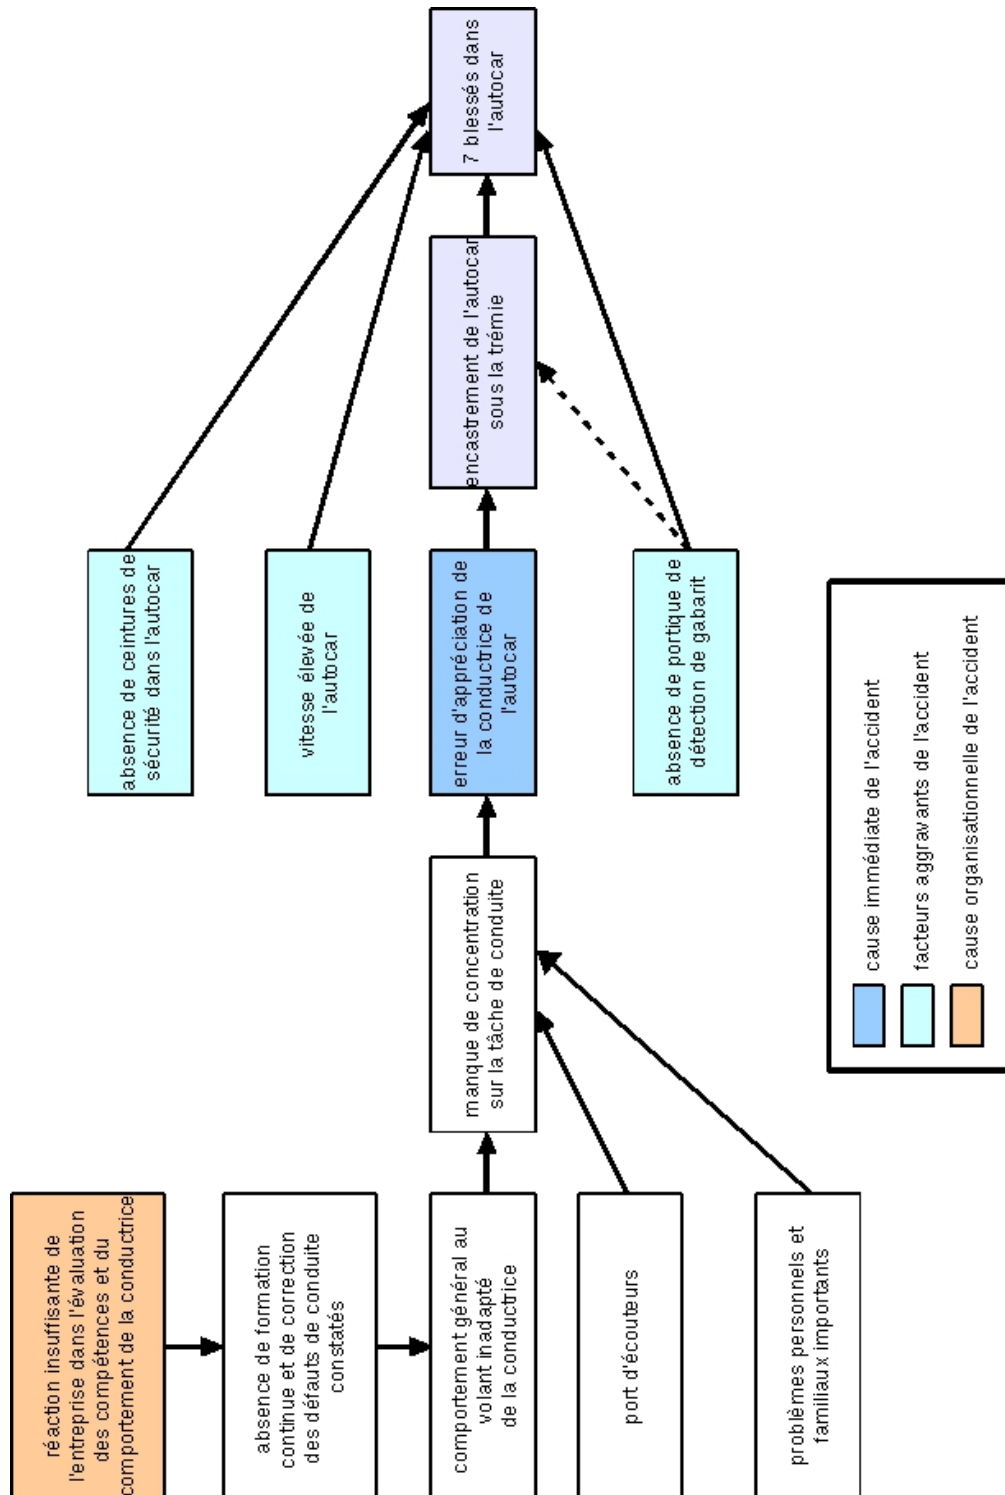 réaction insuffisante de
l'entreprise dans l'évaluation
des compétences et du
comportement de la conductrice
absence de formation
continue et de correction
des défauts de conduite
constatés
comportement général au
volant inadapté
de la conductrice
port d'écouteurs
problèmes personnels et
familiaux importants
manque de concentration
sur la tâche de conduite
absence de ceintures de
sécurité dans l'autocar
vitesse élevée de
l'autocar
erreur d'appréciation de
la conductrice de
l'autocar
absence de portique de
détection de gabarit
encastrement de l'autocar
sous la trémie
7 blessés dans
l'autocar
cause immédiate de l'accident
facteurs aggravants de l'accident
cause organisationnelle de l'accident